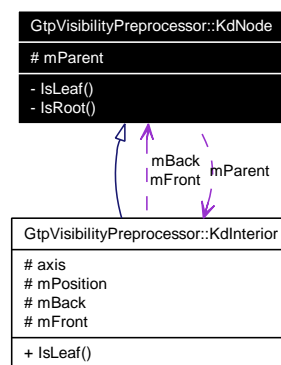 GtpVisibilityPreprocessor::KdNode
# mParent
- IsLeaf()
- IsRoot()
mBack
mFront
mParent
GtpVisibilityPreprocessor::KdInterior
# axis
# mPosition
# mBack
# mFront
+ IsLeaf()